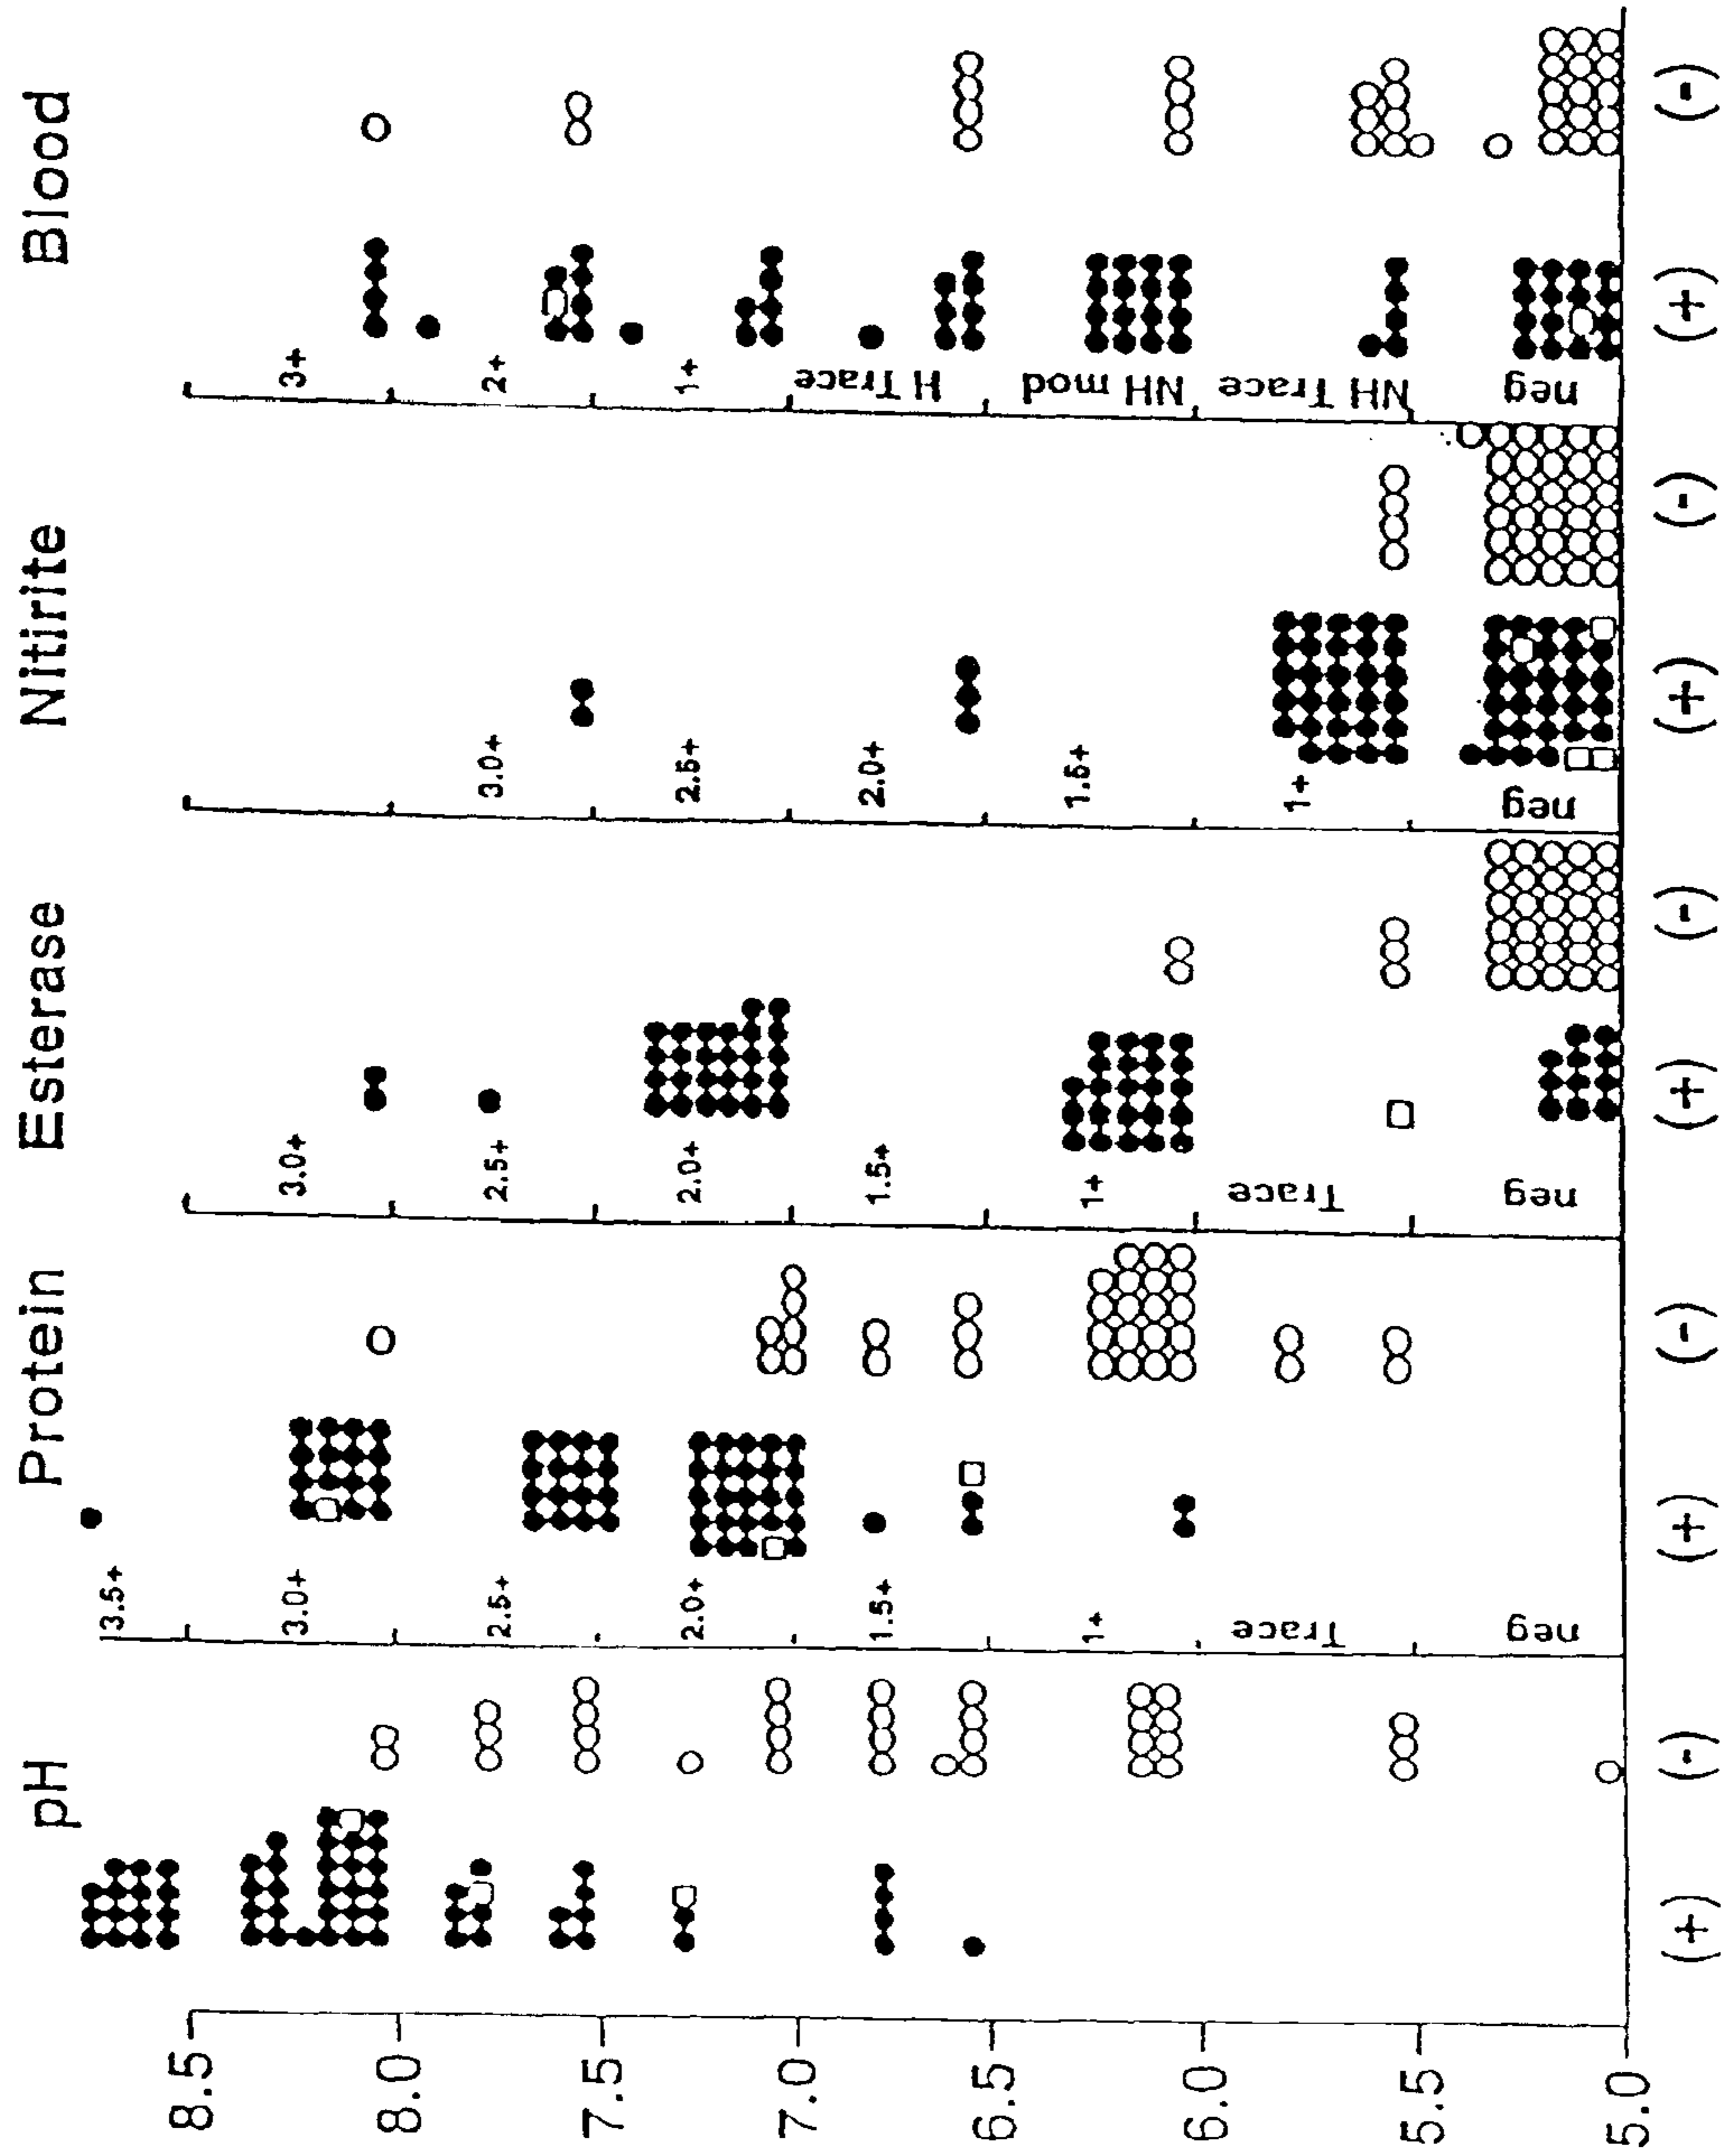 pH
8.5
8.0
7.5
7.0
6.5
6.0
5.5
5.0
(+) (-)
Protein
3.5+
3.0+
2.5+
2.0+
1.5+
1+
Trace
neg
(+) (-)
Esterase
3.0+
2.5+
2.0+
1.5+
1+
Trace
neg
(+) (-)
Nitirite
3.0+
2.5+
2.0+
1.5+
1+
neg
(+) (-)
Blood
3+
2+
1+
H Trace
NH mod
NH Trace
neg
(+) (-)